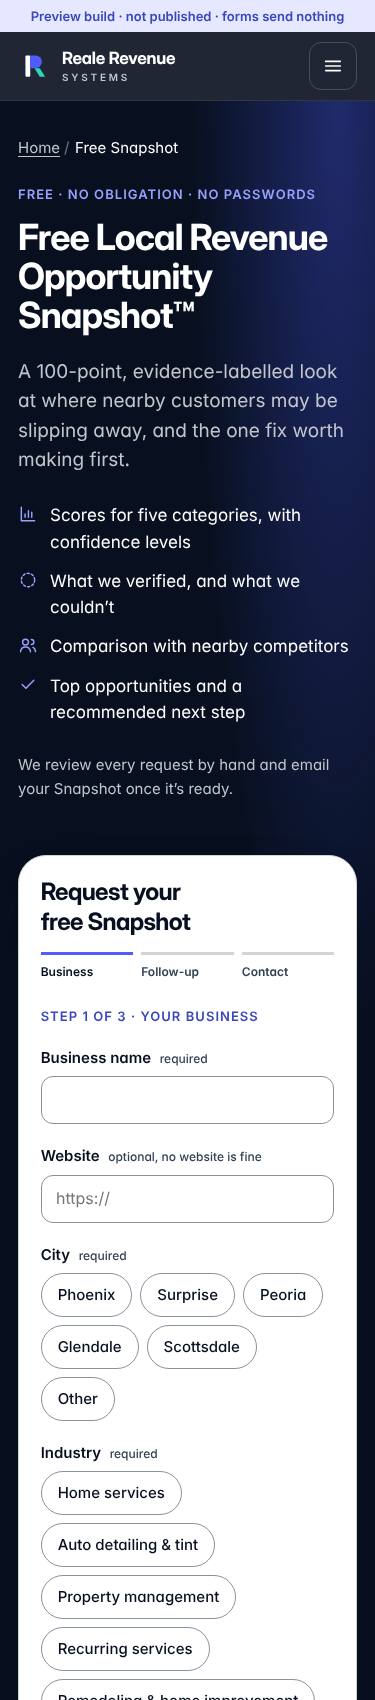 Preview build · not published · forms send nothing
Reale Revenue
SYSTEMS
Home / Free Snapshot
FREE · NO OBLIGATION · NO PASSWORDS
Free Local Revenue
Opportunity
Snapshot™
A 100-point, evidence-labelled look
at where nearby customers may be
slipping away, and the one fix worth
making first.
Scores for five categories, with
confidence levels
What we verified, and what we
couldn’t
Comparison with nearby competitors
Top opportunities and a
recommended next step
We review every request by hand and email
your Snapshot once it’s ready.
Request your
free Snapshot
Business Follow-up Contact
STEP 1 OF 3 · YOUR BUSINESS
Business name required
Website optional, no website is fine
https://
City required
Phoenix Surprise Peoria
Glendale Scottsdale
Other
Industry required
Home services
Auto detailing & tint
Property management
Recurring services
Remodeling & home improvement